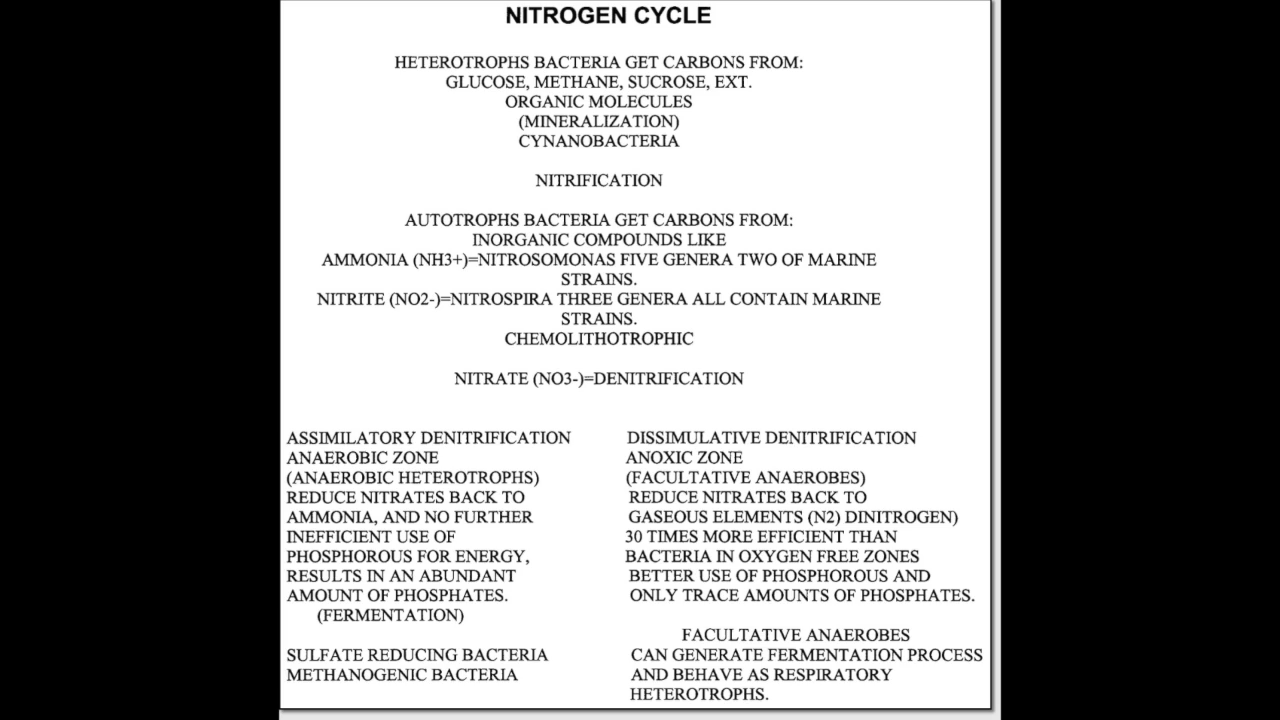 NITROGEN CYCLE
HETEROTROPHS BACTERIA GET CARBONS FROM:
GLUCOSE, METHANE, SUCROSE, EXT.
ORGANIC MOLECULES
(MINERALIZATION)
CYNANOBACTERIA
NITRIFICATION
AUTOTROPHS BACTERIA GET CARBONS FROM:
INORGANIC COMPOUNDS LIKE
AMMONIA (NH3+)=NITROSOMONAS FIVE GENERA TWO OF MARINE
STRAINS.
NITRITE (NO2-)=NITROSPIRA THREE GENERA ALL CONTAIN MARINE
STRAINS.
CHEMOLITHOTROPHIC
NITRATE (NO3-)=DENITRIFICATION
ASSIMILATORY DENITRIFICATION
ANAEROBIC ZONE
(ANAEROBIC HETEROTROPHS)
REDUCE NITRATES BACK TO
AMMONIA, AND NO FURTHER
INEFFICIENT USE OF
PHOSPHOROUS FOR ENERGY,
RESULTS IN AN ABUNDANT
AMOUNT OF PHOSPHATES.
(FERMENTATION)
SULFATE REDUCING BACTERIA
METHANOGENIC BACTERIA
DISSIMULATIVE DENITRIFICATION
ANOXIC ZONE
(FACULTATIVE ANAEROBES)
REDUCE NITRATES BACK TO
GASEOUS ELEMENTS (N2) DINITROGEN)
30 TIMES MORE EFFICIENT THAN
BACTERIA IN OXYGEN FREE ZONES
BETTER USE OF PHOSPHOROUS AND
ONLY TRACE AMOUNTS OF PHOSPHATES.
FACULTATIVE ANAEROBES
CAN GENERATE FERMENTATION PROCESS
AND BEHAVE AS RESPIRATORY
HETEROTROPHS.